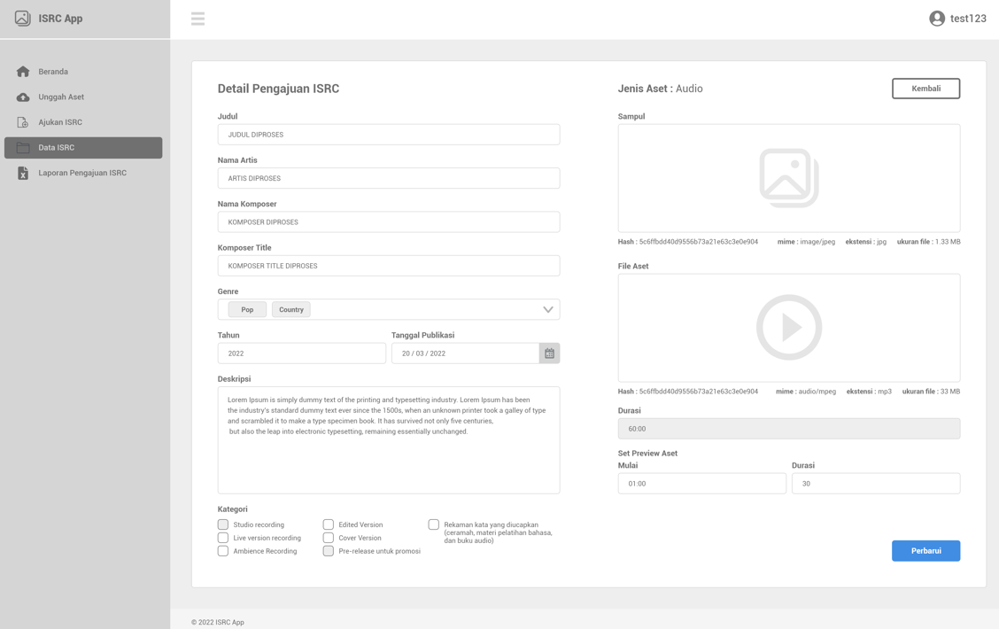 ISRC App
test123
Beranda
Unggah Aset
Ajukan ISRC
Data ISRC
Laporan Pengajuan ISRC
Detail Pengajuan ISRC
Judul
JUDUL DIPROSES
Nama Artis
ARTIS DIPROSES
Nama Komposer
KOMPOSER DIPROSES
Komposer Title
KOMPOSER TITLE DIPROSES
Genre
Pop Country
Tahun Tanggal Publikasi
2022 20 / 03 / 2022
Deskripsi
Lorem Ipsum is simply dummy text of the printing and typesetting industry. Lorem Ipsum has been
the industry's standard dummy text ever since the 1500s, when an unknown printer took a galley of type
and scrambled it to make a type specimen book. It has survived not only five centuries,
but also the leap into electronic typesetting, remaining essentially unchanged.
Kategori
Studio recording
Live version recording
Ambience Recording
Edited Version
Cover Version
Pre-release untuk promosi
Rekaman kata yang diucapkan
(ceramah, materi pelatihan bahasa,
dan buku audio)
Jenis Aset : Audio
Kembali
Sampul
Hash : 5c6ffbdd40d9556b73a21e63c3e0e904 mime : image/jpeg ekstensi : jpg ukuran file : 1.33 MB
File Aset
Hash : 5c6ffbdd40d9556b73a21e63c3e0e904 mime : audio/mpeg ekstensi : mp3 ukuran file : 33 MB
Durasi
60:00
Set Preview Aset
Mulai Durasi
01:00 30
Perbarui
© 2022 ISRC App